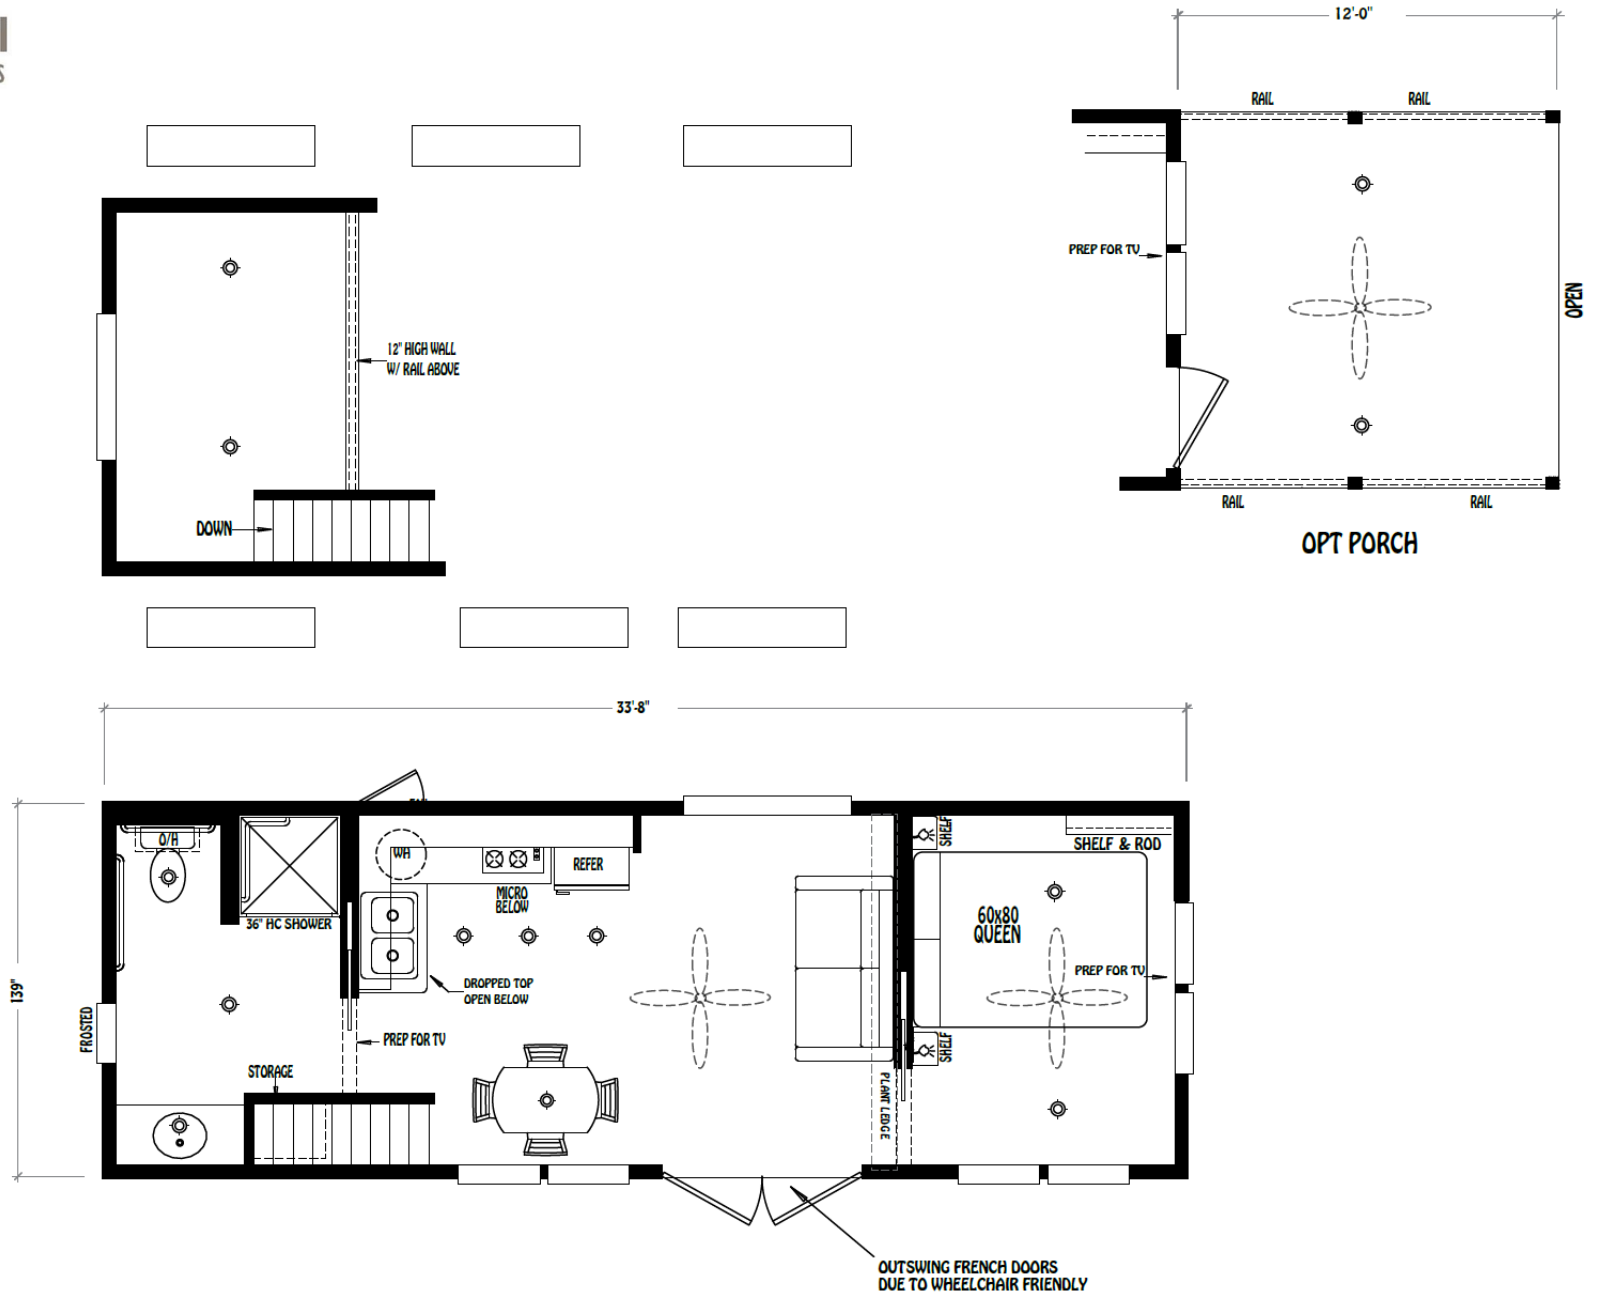 S
12'-0"
RAIL
RAIL
PREP FOR TV
OPEN
12" HIGH WALL
W/ RAIL ABOVE
DOWN
RAIL
RAIL
OPT PORCH
33'-8"
139"
O/H
WH
REFER
SHELF
SHELF & ROD
MICRO
BELOW
36" HC SHOWER
60x80
QUEEN
PREP FOR TV
DROPPED TOP
OPEN BELOW
FROSTED
PREP FOR TV
SHELF
STORAGE
PLANT LEDGE
OUTSWING FRENCH DOORS
DUE TO WHEELCHAIR FRIENDLY